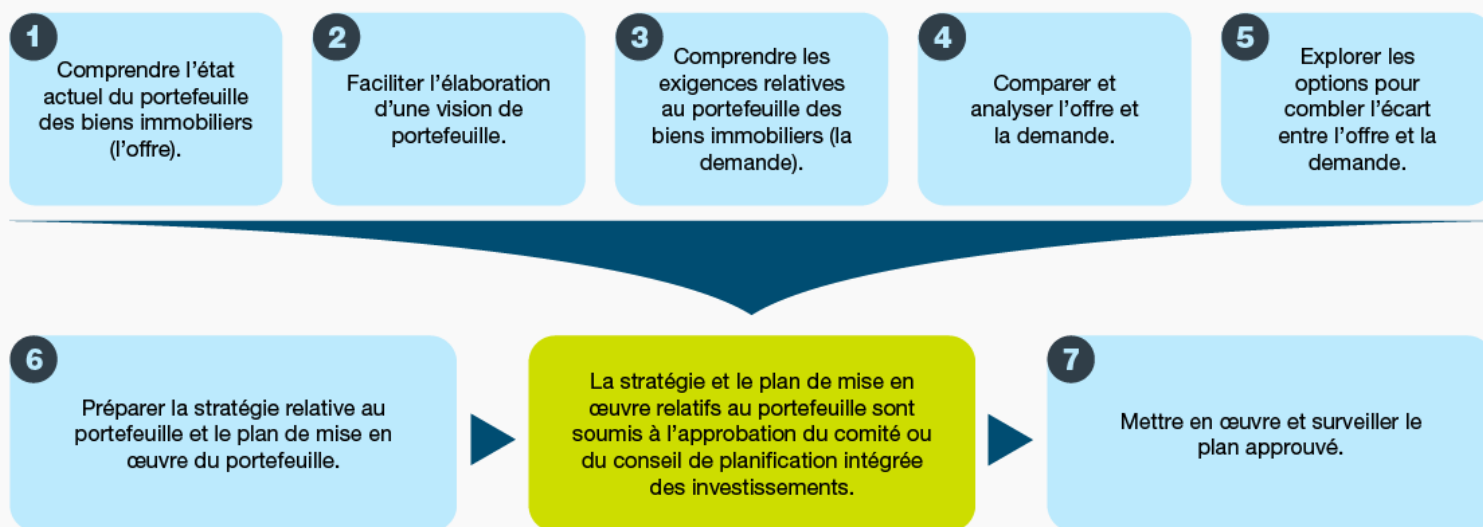 1
Comprendre l’état
actuel du portefeuille
des biens immobiliers
(l’offre).
2
Faciliter l’élaboration
d’une vision de
portefeuille.
3
Comprendre les
exigences relatives
au portefeuille des
biens immobiliers (la
demande).
4
Comparer et
analyser l’offre et
la demande.
5
Explorer les
options pour
combler l’écart
entre l’offre et la
demande.
6
Préparer la stratégie relative au
portefeuille et le plan de mise en
œuvre du portefeuille.
La stratégie et le plan de mise en
œuvre relatifs au portefeuille sont
soumis à l’approbation du comité ou
du conseil de planification intégrée
des investissements.
7
Mettre en œuvre et surveiller le
plan approuvé.